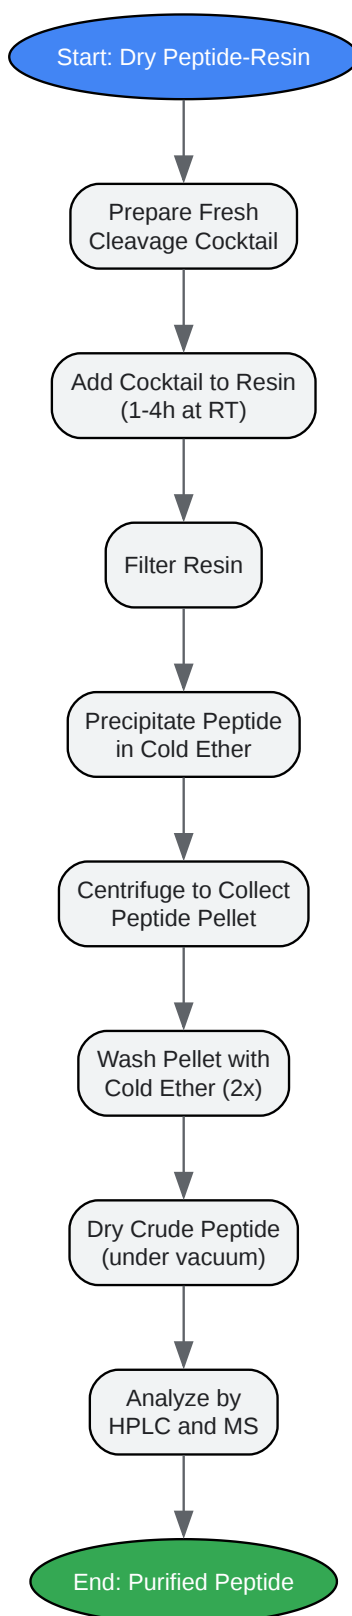 Start: Dry Peptide-Resin
Prepare Fresh
Cleavage Cocktail
Add Cocktail to Resin
(1-4h at RT)
Filter Resin
Precipitate Peptide
in Cold Ether
Centrifuge to Collect
Peptide Pellet
Wash Pellet with
Cold Ether (2x)
Dry Crude Peptide
(under vacuum)
Analyze by
HPLC and MS
End: Purified Peptide